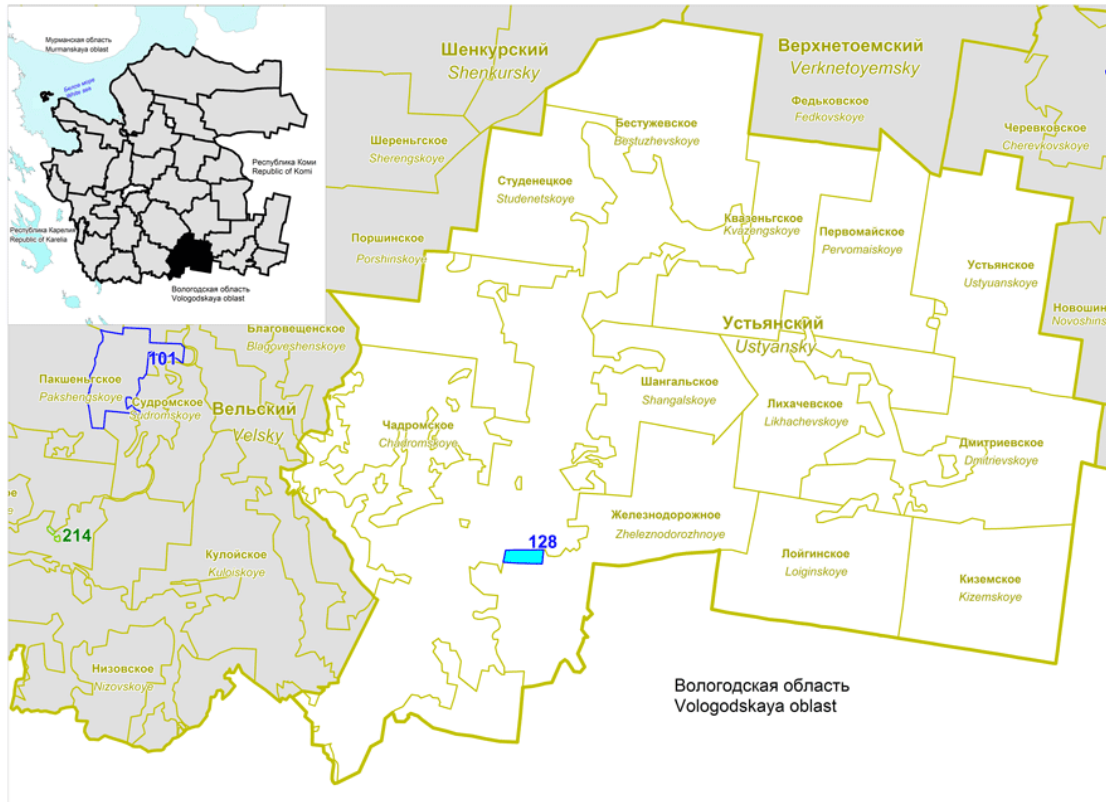 Мурманская область
Murmanskaya oblast
Белое море
White sea
Республика Коми
Republic of Komi
Республика Карелия
Republic of Karelia
Вологодская область
Vologodskaya oblast
Шенкурский
Shenkursky
Верхнетоемский
Verknetoyemsky
Федьковское
Fedkovskoye
Черевковское
Cherevkovskoye
Шереньгское
Sherengskoye
Бестужевское
Bestuzhevskoye
Студенецкое
Studenetskoye
Квазеньгское
Kvazengskoye
Первомайское
Pervomaiskoye
Поршинское
Porshinskoye
Устьянское
Ustyuanskoye
Новошин
Novoshins
Благовещенское
Blagoveshenskoye
Устьянский
Ustyansky
101
Пакшеньгское
Pakshengskoye
Судромское
Sudromskoye
Вельский
Velsky
Чадромское
Chadromskoye
Шангальское
Shangalskoye
Лихачевское
Likhachevskoye
Дмитриевское
Dmitrievskoye
ое
е
214
128
Железнодорожное
Zheleznodorozhnoye
Кулойское
Kuloiskoye
Лойгинское
Loiginskoye
Киземское
Kizemskoye
Низовское
Nizovskoye
Вологодская область
Vologodskaya oblast